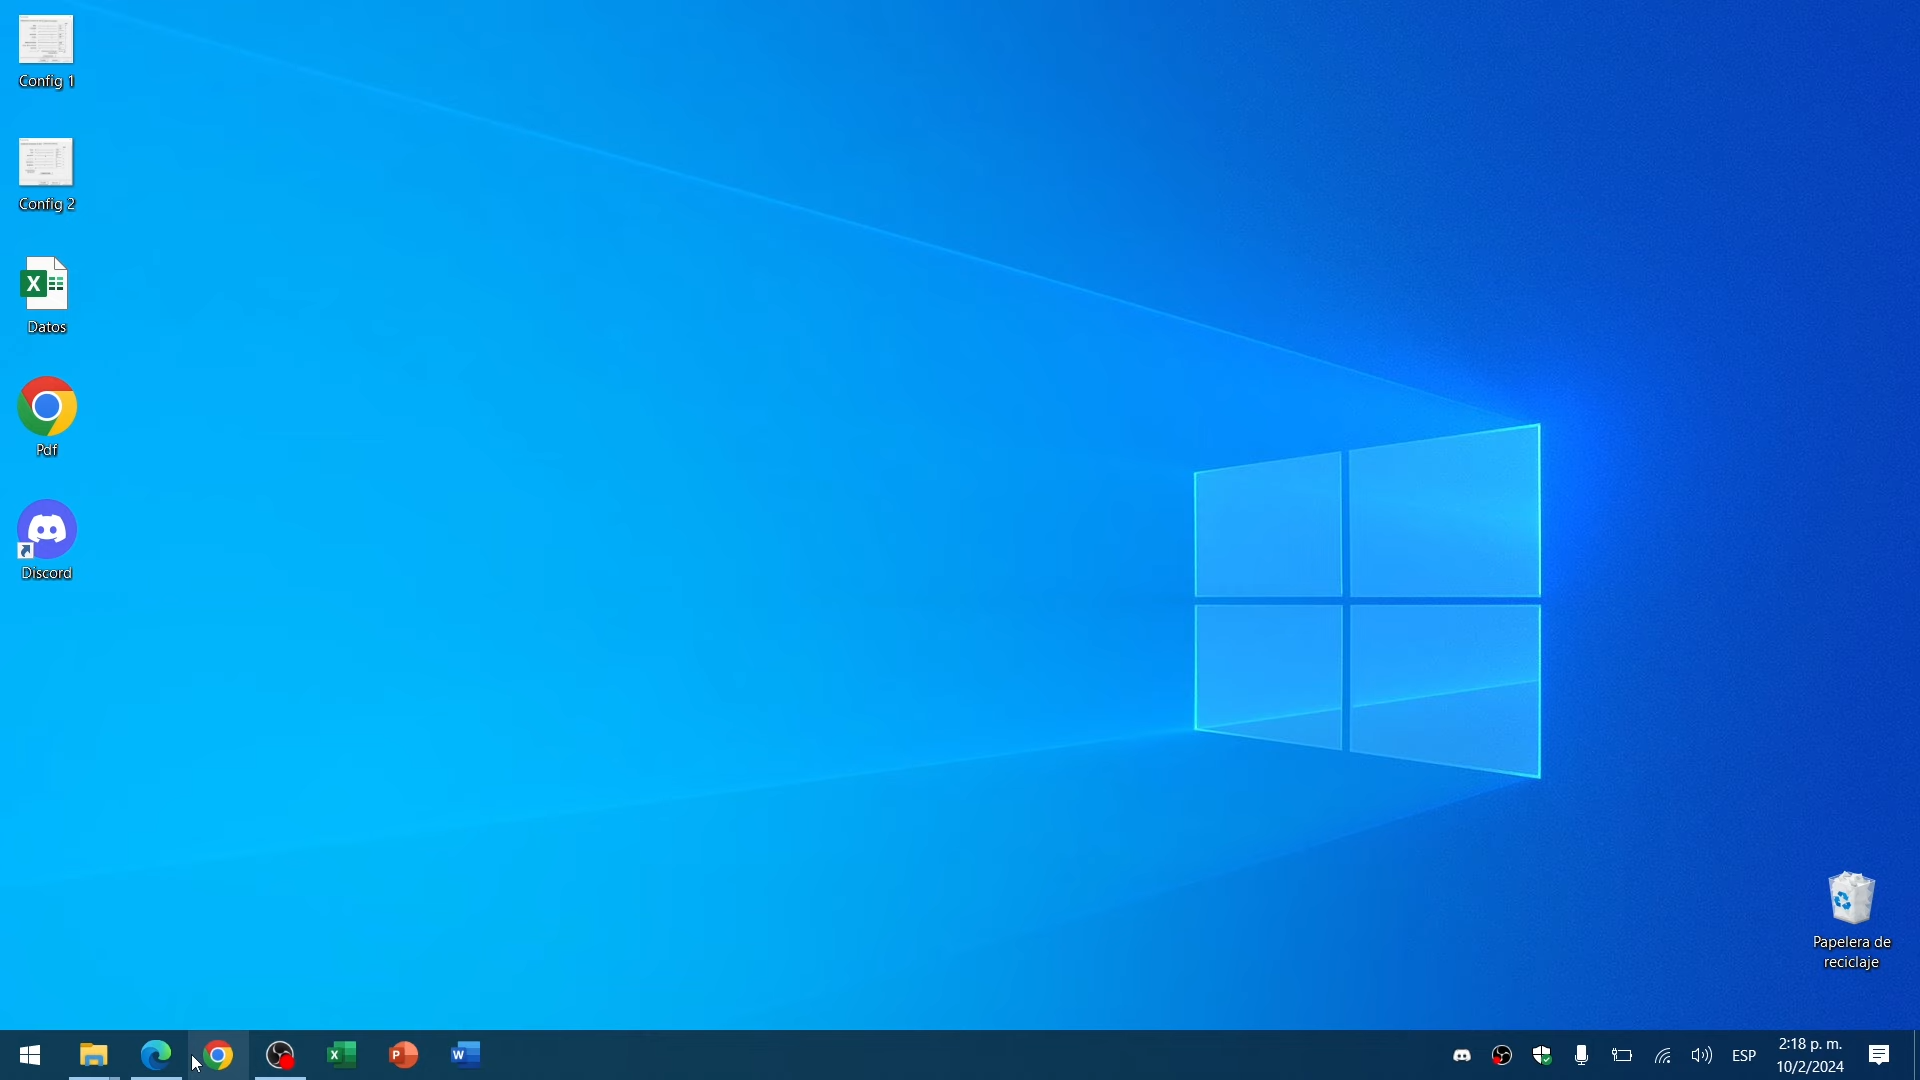 Config 1
Config 2
Datos
Pdf
Discord
Papelera de
reciclaje
ESP
2:18 p. m.
10/2/2024